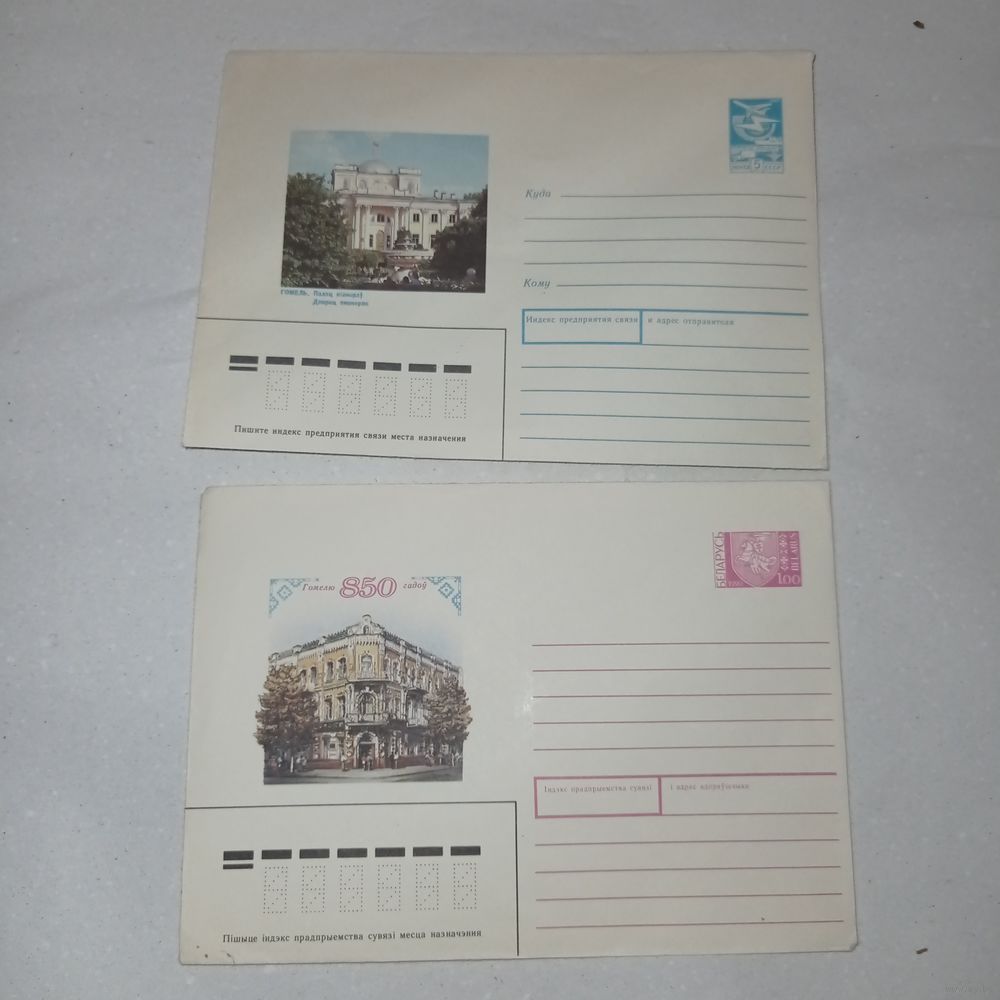 ПОЧТА 5 СССР
ГОМЕЛЬ. Палац піянераў
Дворец пионеров
Куда
Кому
Индекс предприятия связи и адрес отправителя
Пишите индекс предприятия связи места назначения
БЕЛАРУСЬ
BELARUS
1.00
Гомелю 850 гадоў
Індэкс прадпрыемства сувязі і адрас адпраўшчыка
Пішыце індэкс прадпрыемства сувязі месца назначэння